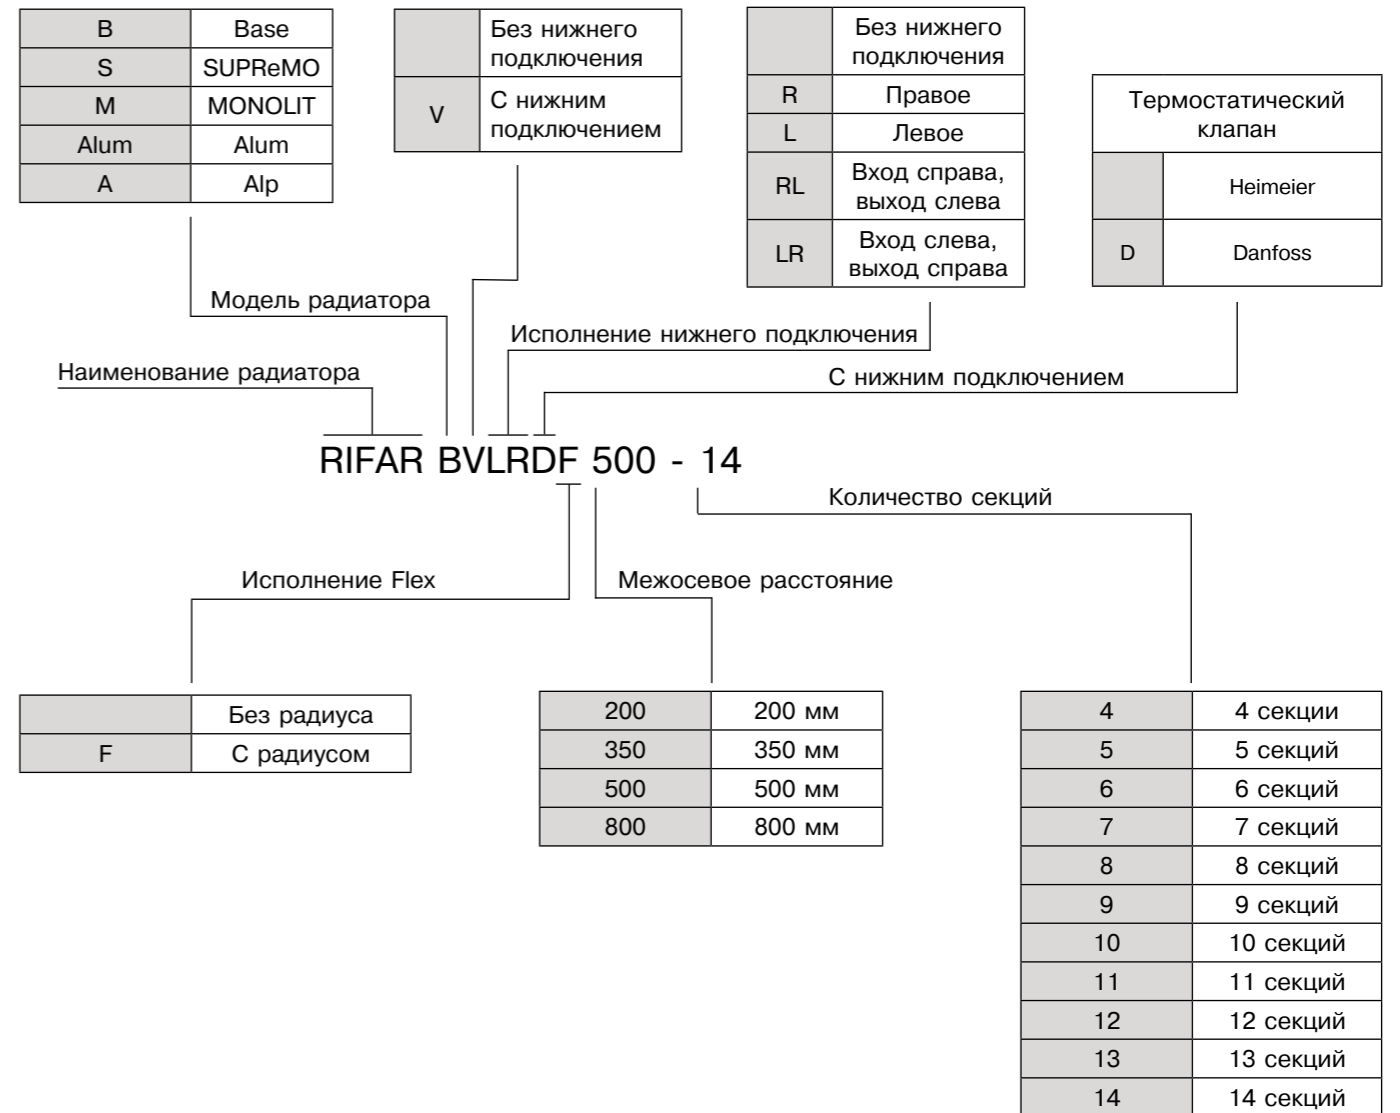 B Base
S SUPReMO
M MONOLIT
Alum Alum
A Alp
Без нижнего
подключения
V С нижним
подключением
Без нижнего
подключения
R Правое
L Левое
RL Вход справа,
выход слева
LR Вход слева,
выход справа
Термостатический
клапан
Heimeier
D Danfoss
Модель радиатора
Исполнение нижнего подключения
Наименование радиатора
С нижним подключением
RIFAR BVLRDF 500 - 14
Количество секций
Исполнение Flex
Межосевое расстояние
Без радиуса
F С радиусом
200 200 мм
350 350 мм
500 500 мм
800 800 мм
4 4 секции
5 5 секций
6 6 секций
7 7 секций
8 8 секций
9 9 секций
10 10 секций
11 11 секций
12 12 секций
13 13 секций
14 14 секций